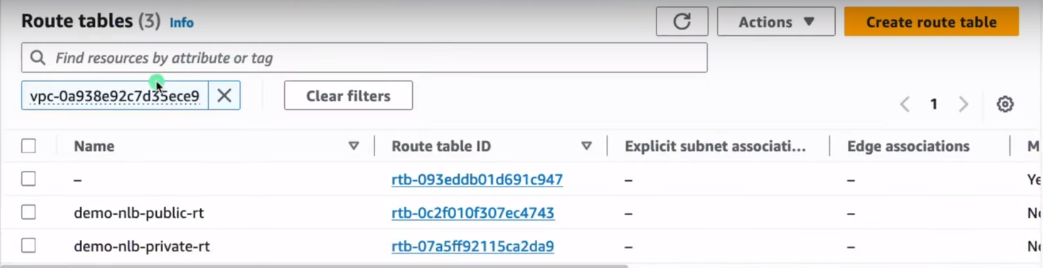 Route tables (3) Info
Actions ▼ Create route table
Find resources by attribute or tag
vpc-0a938e92c7d35ece9 Clear filters
1
Name Route table ID Explicit subnet associati... Edge associations M
– rtb-093eddb01d691c947 – – Ye
demo-nlb-public-rt rtb-0c2f010f307ec4743 – – No
demo-nlb-private-rt rtb-07a5ff92115ca2da9 – – No